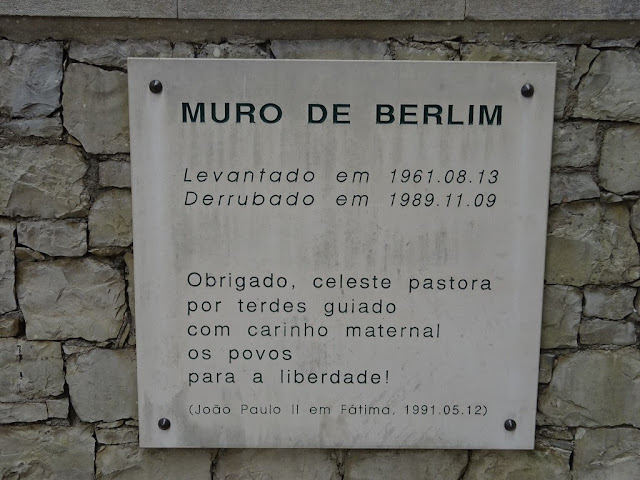 MURO DE BERLIM
Levantado em 1961.08.13
Derrubado em 1989.11.09
Obrigado, celeste pastora
por terdes guiado
com carinho maternal
os povos
para a liberdade!
(João Paulo II em Fátima, 1991.05.12)